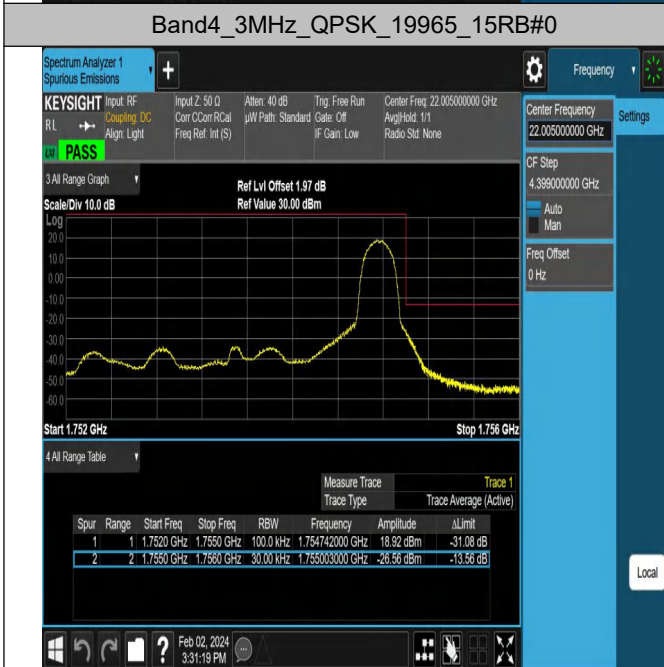 Band4_3MHz_QPSK_19965_15RB#0
Spectrum Analyzer 1
Spurious Emissions
+
Frequency
KEYSIGHT
RL
Input: RF
Coupling: DC
Align: Light
Input Z: 50 Ω
Corr CCorr RCal
Freq Ref: Int (S)
Atten: 40 dB
µW Path: Standard
Trig: Free Run
Gate: Off
IF Gain: Low
Center Freq: 22.005000000 GHz
Avg|Hold: 1/1
Radio Std: None
PASS
Center Frequency
22.005000000 GHz
Settings
CF Step
4.399000000 GHz
Auto
Man
Freq Offset
0 Hz
3 All Range Graph
Scale/Div 10.0 dB
Ref Lvl Offset 1.97 dB
Ref Value 30.00 dBm
Log
20.0
10.0
0.00
-10.0
-20.0
-30.0
-40.0
-50.0
-60.0
Start 1.752 GHz
Stop 1.756 GHz
4 All Range Table
Measure Trace Trace 1
Trace Type Trace Average (Active)
Spur Range Start Freq Stop Freq RBW Frequency Amplitude ΔLimit
1 1 1.7520 GHz 1.7550 GHz 100.0 kHz 1.754742000 GHz 18.92 dBm -31.08 dB
2 2 1.7550 GHz 1.7560 GHz 30.00 kHz 1.755003000 GHz -26.56 dBm -13.56 dB
Local
?
Feb 02, 2024
3:31:19 PM